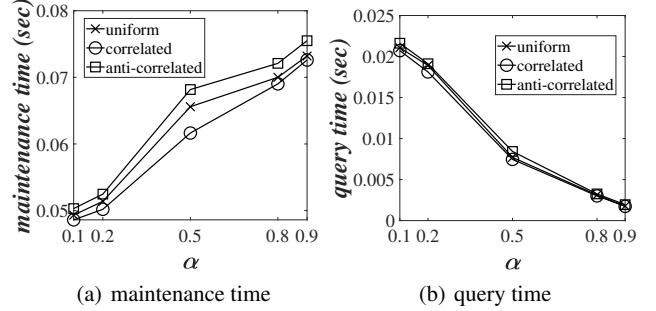 maintenance time (sec)
0.08
0.07
0.06
0.05
0.1 0.2 0.5 0.8 0.9
α
uniform
correlated
anti-correlated
(a) maintenance time
query time (sec)
0.025
0.02
0.015
0.01
0.005
0
0.1 0.2 0.5 0.8 0.9
α
uniform
correlated
anti-correlated
(b) query time